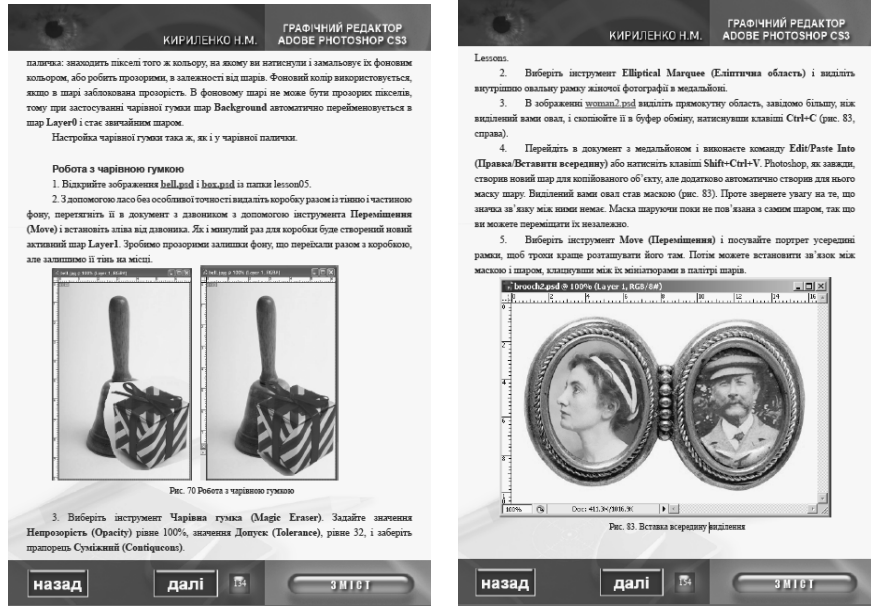 ГРАФІЧНИЙ РЕДАКТОР
КИРИЛЕНКО Н.М. ADOBE PHOTOSHOP CS3
паличка: знаходить пікселі того ж кольору, на якому ви натиснули і замальовує їх фоновим
кольором, або робить прозорими, в залежності від шарів. Фоновий колір використовується,
якщо в шарі заблокована прозорість. В фоновому шарі не може бути прозорих пікселів,
тому при застосуванні чарівної гумки шар Background автоматично перейменовується в
шар Layer0 і стає звичайним шаром.
Настройка чарівної гумки така ж, як і у чарівної палички.
Робота з чарівною гумкою
1. Відкрийте зображення bell.psd і box.psd із папки lesson05.
2. З допомогою ласо без особливої точності видаліть коробку разом із тінню і частиною
фону, перетягніть її в документ з дзвоником з допомогою інструмента Переміщення
(Move) і встановіть зліва від дзвоника. Як і минулий раз для коробки буде створений новий
активний шар Layer1. Зробимо прозорими залишки фону, що переїхали разом з коробкою,
але залишимо її тінь на місці.
Рис. 70 Робота з чарівною гумкою
3. Виберіть інструмент Чарівна гумка (Magic Eraser). Задайте значення
Непрозорість (Opacity) рівне 100%, значення Допуск (Tolerance), рівне 32, і заберіть
прапорець Суміжний (Contiqucons).
назад далі 134 ЗМІСТ
ГРАФІЧНИЙ РЕДАКТОР
КИРИЛЕНКО Н.М. ADOBE PHOTOSHOP CS3
Lessons.
2. Виберіть інструмент Elliptical Marquee (Еліптична область) і виділіть
внутрішню овальну рамку жіночої фотографії в медальйоні.
3. В зображенні woman2.psd виділіть прямокутну область, завідомо більшу, ніж
виділений вами овал, і скопіюйте її в буфер обміну, натиснувши клавіші Ctrl+C (рис. 83,
справа).
4. Перейдіть в документ з медальйоном і виконаєте команду Edit/Paste Into
(Правка/Вставити всередину) або натисніть клавіші Shift+Ctrl+V. Photoshop, як завжди,
створив новий шар для копійованого об’єкту, але додатково автоматично створив для нього
маску шару. Виділений вами овал став маскою (рис. 83). Проте звернете увагу на те, що
значка зв’язку між ними немає. Маска шаруючи поки не пов’язана з самим шаром, так що
ви можете переміщати їх незалежно.
5. Виберіть інструмент Move (Переміщення) і посувайте портрет усередині
рамки, щоб трохи краще розташувати його там. Потім можете встановити зв’язок між
маскою і шаром, клацнувши між їх мініатюрами в палітрі шарів.
brooch2.psd @ 100% (Layer 1, RGB/8#)
0 2 4 6 8 10 12 14 16
100%
Рис. 83. Вставка всередину виділення
назад далі 154 ЗМІСТ